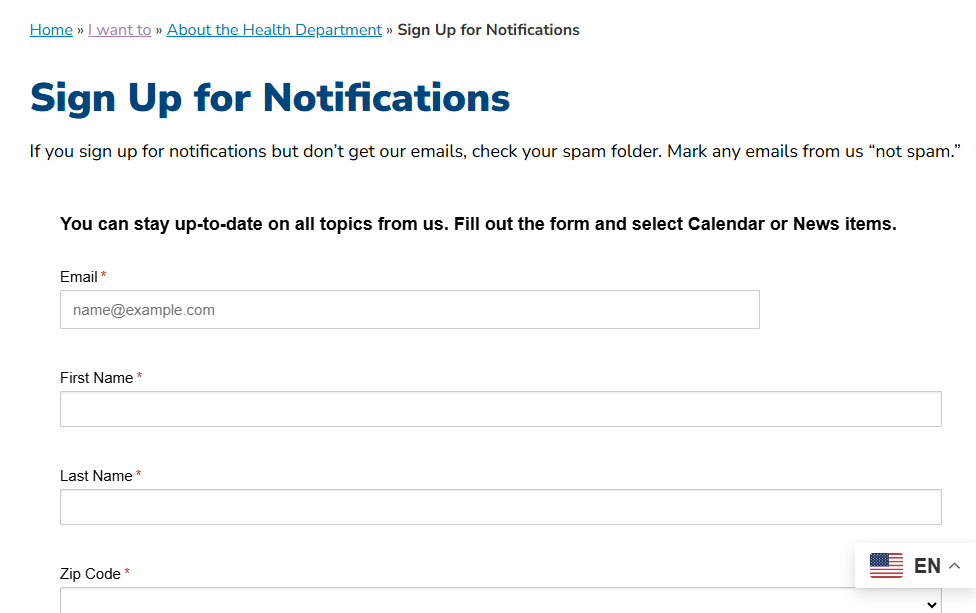 Home » I want to » About the Health Department » Sign Up for Notifications
Sign Up for Notifications
If you sign up for notifications but don’t get our emails, check your spam folder. Mark any emails from us “not spam.”
You can stay up-to-date on all topics from us. Fill out the form and select Calendar or News items.
Email *
name@example.com
First Name *
Last Name *
Zip Code *
EN